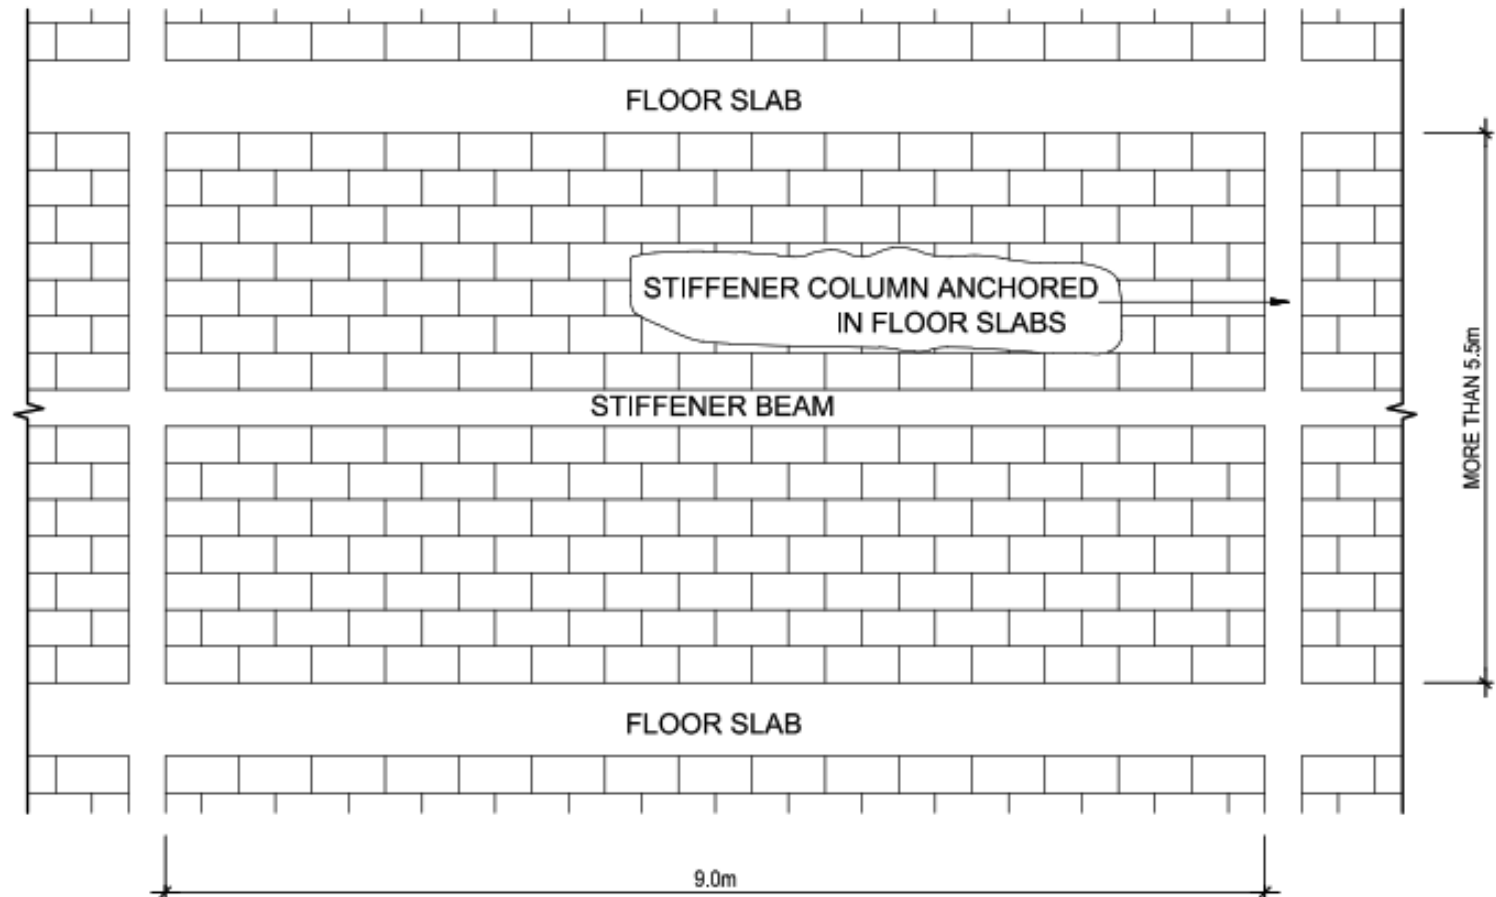 FLOOR SLAB
STIFFENER COLUMN ANCHORED
IN FLOOR SLABS
STIFFENER BEAM
MORE THAN 5.5m
FLOOR SLAB
9.0m